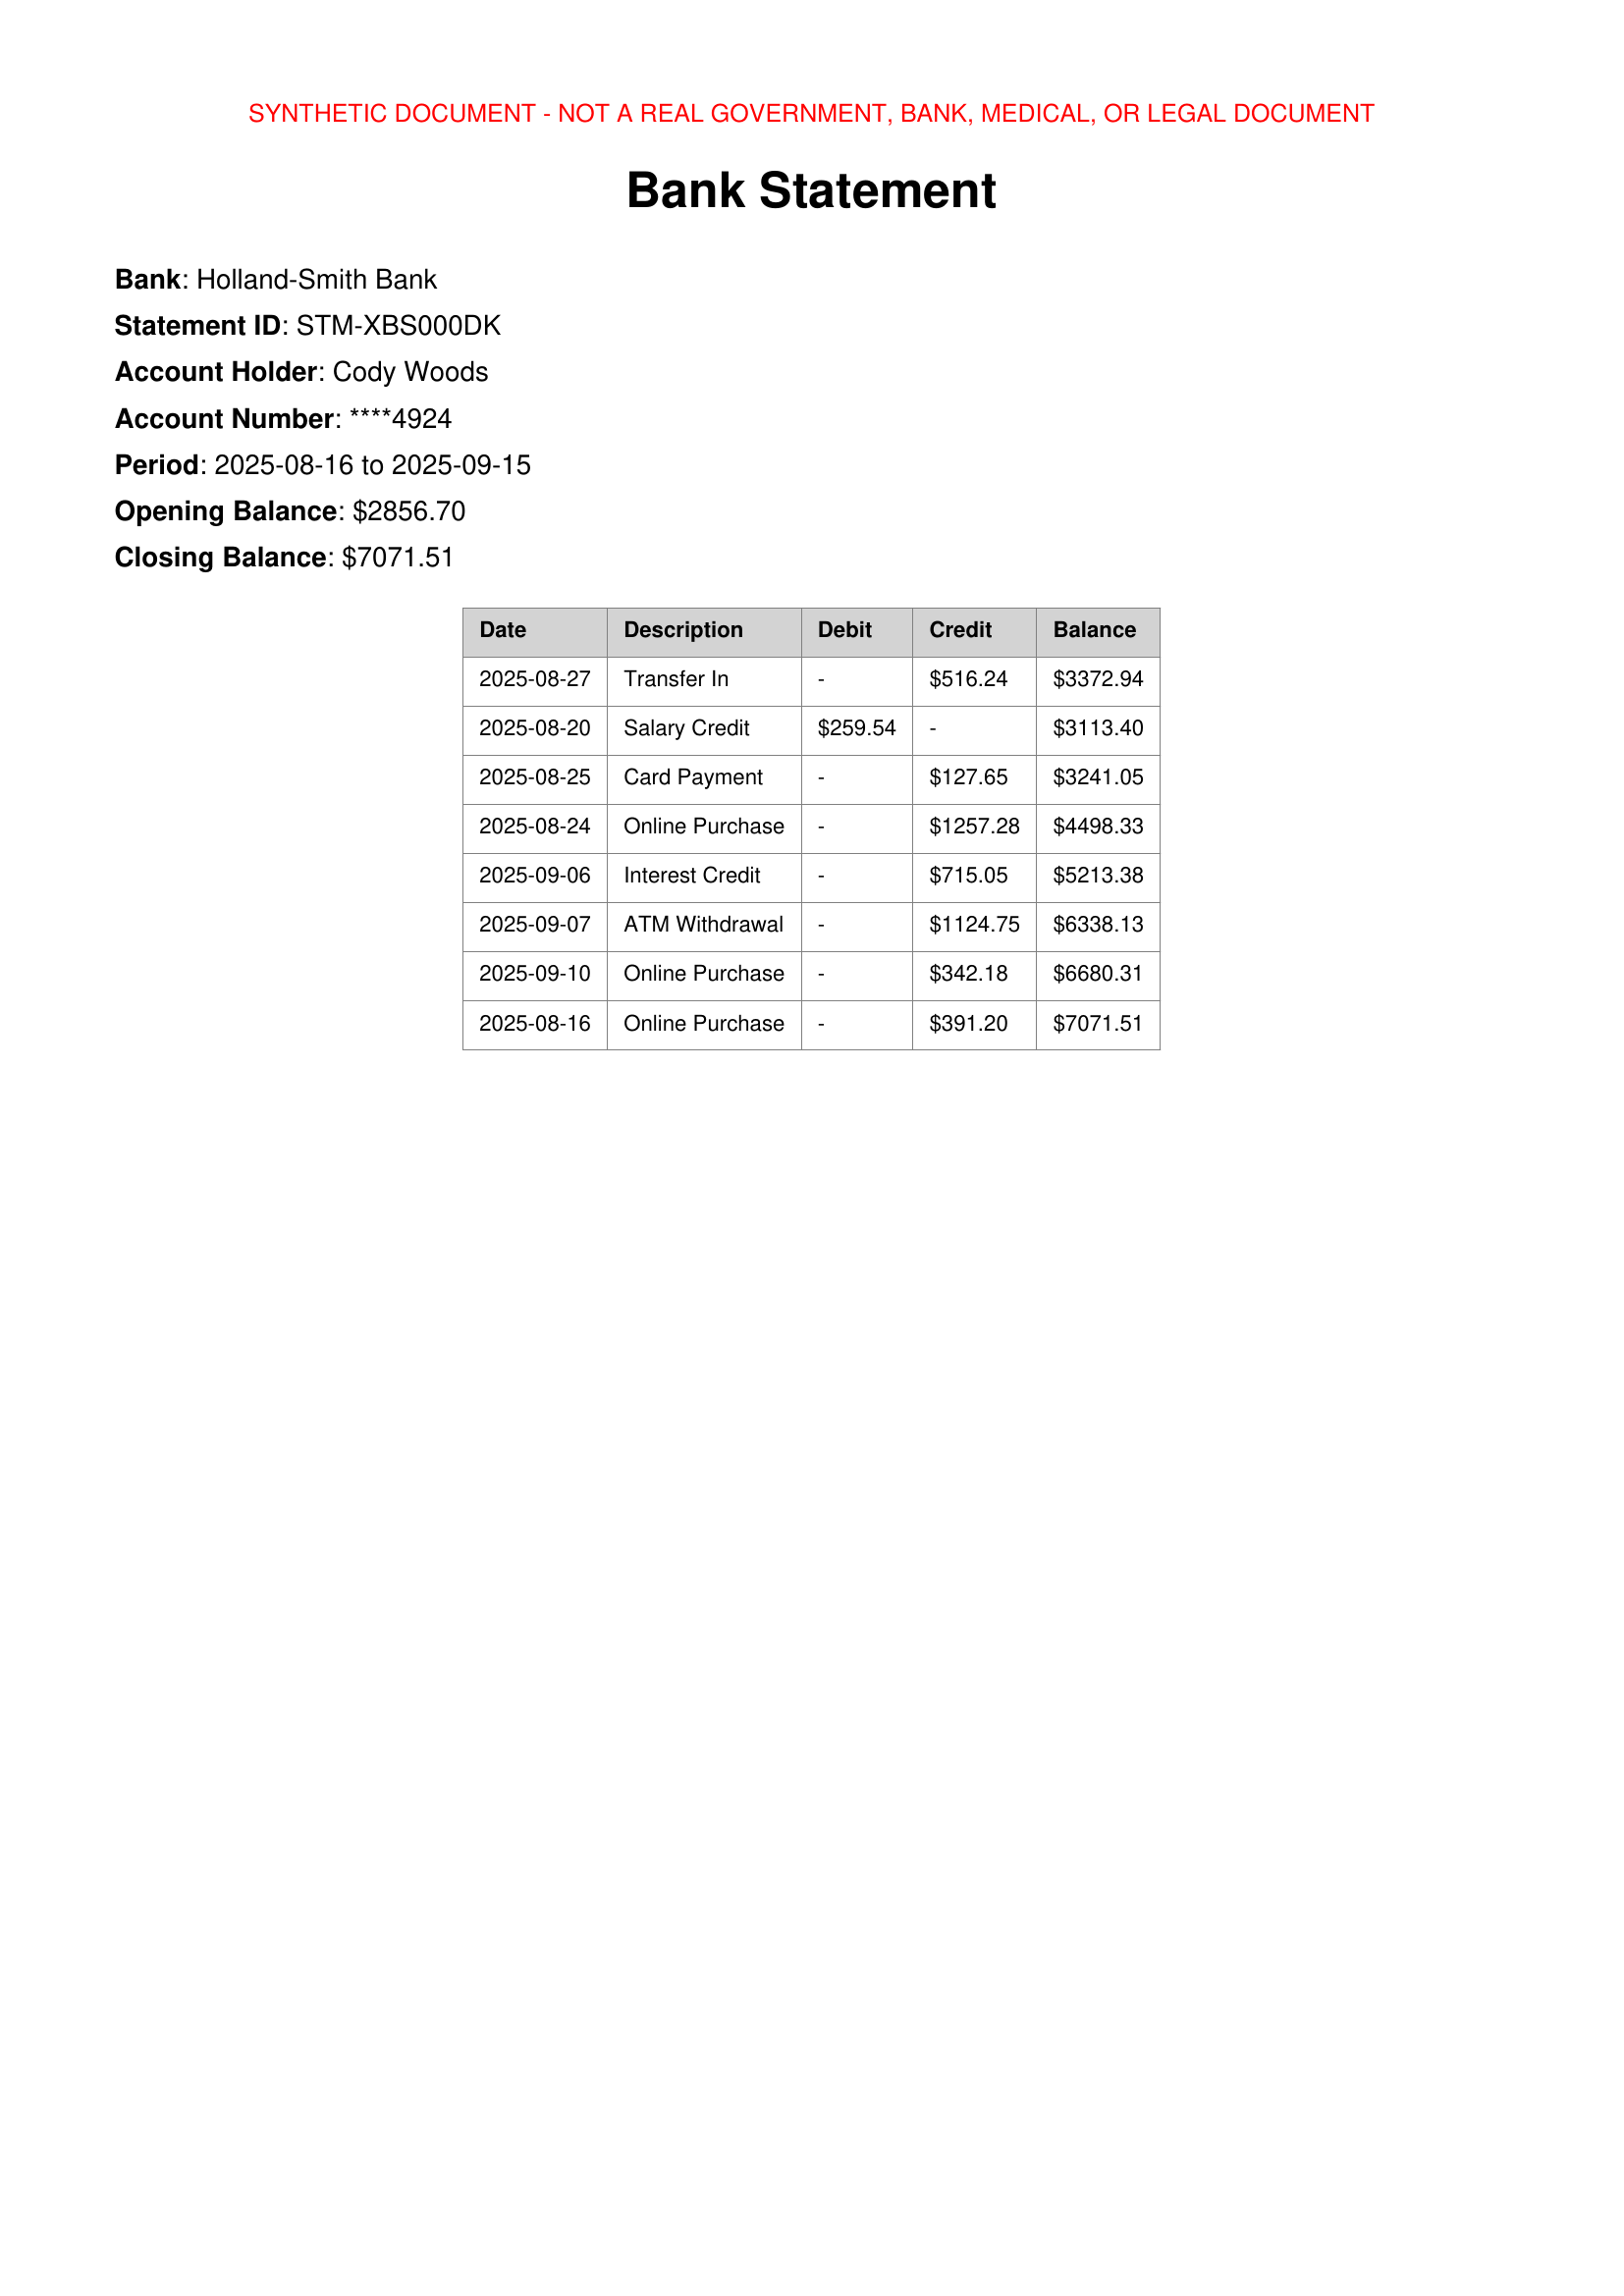 SYNTHETIC DOCUMENT - NOT A REAL GOVERNMENT, BANK, MEDICAL, OR LEGAL DOCUMENT
Bank Statement
Bank: Holland-Smith Bank
Statement ID: STM-XBS000DK
Account Holder: Cody Woods
Account Number: ****4924
Period: 2025-08-16 to 2025-09-15
Opening Balance: $2856.70
Closing Balance: $7071.51
Date Description Debit Credit Balance
2025-08-27 Transfer In - $516.24 $3372.94
2025-08-20 Salary Credit $259.54 - $3113.40
2025-08-25 Card Payment - $127.65 $3241.05
2025-08-24 Online Purchase - $1257.28 $4498.33
2025-09-06 Interest Credit - $715.05 $5213.38
2025-09-07 ATM Withdrawal - $1124.75 $6338.13
2025-09-10 Online Purchase - $342.18 $6680.31
2025-08-16 Online Purchase - $391.20 $7071.51